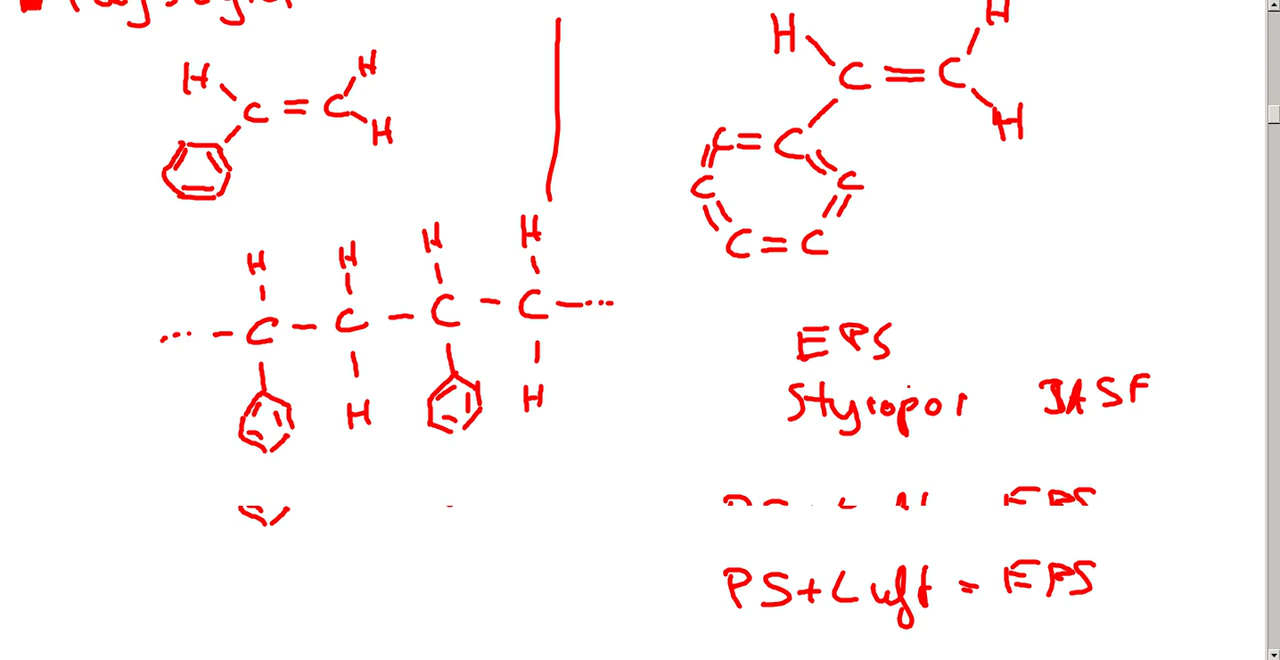 H H
C = C
H
H H
C = C
H
C = C
C C
C = C
H H H H
... - C - C - C - C - ...
H H
EPS
Styropor BASF
PS+Luft = EPS